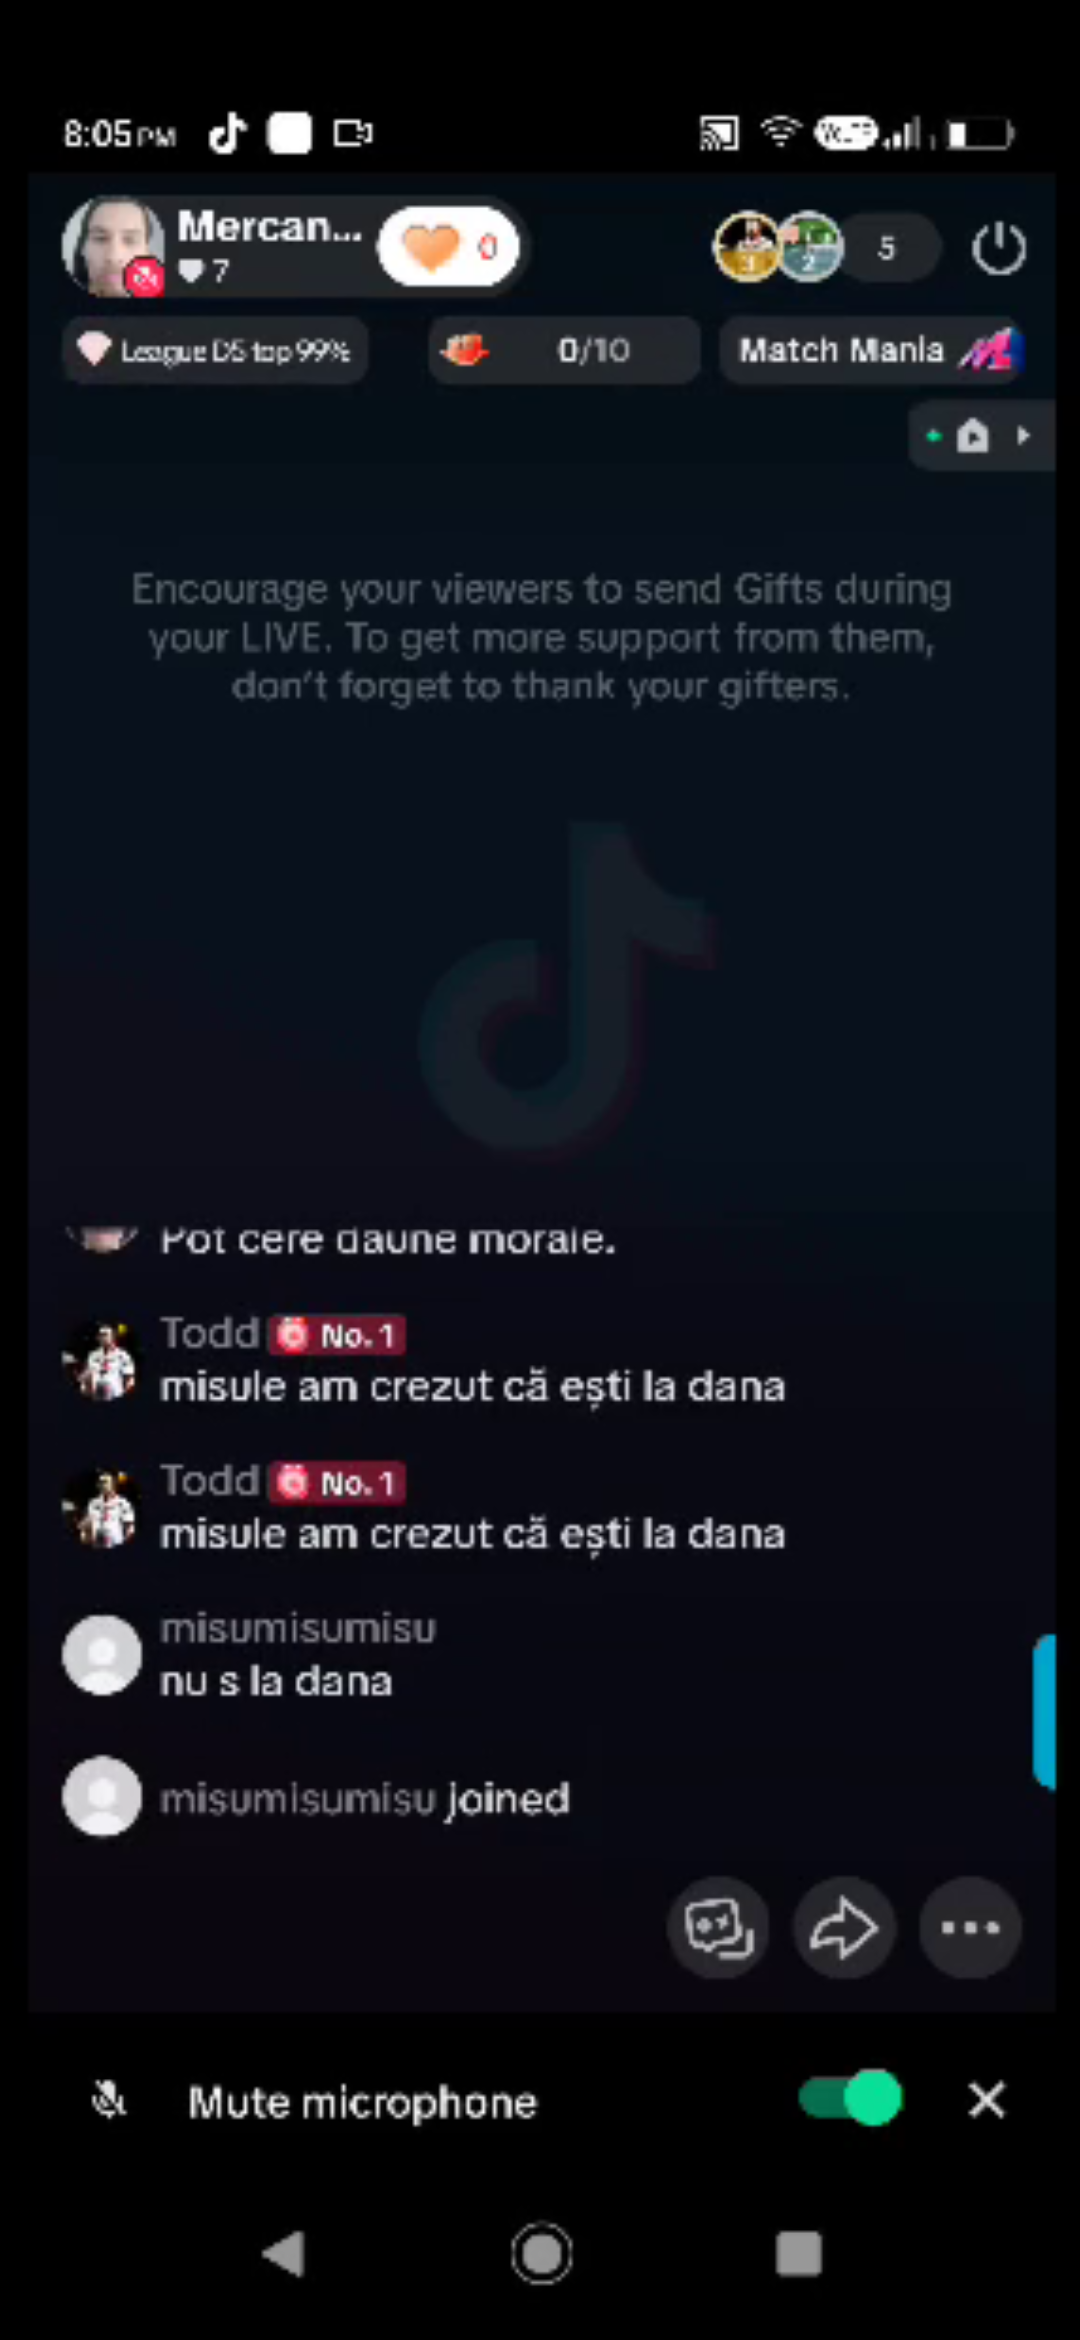 8:05 PM
Mercan...
7
0
3
2
5
League D5 top 99%
0/10
Match Mania
Encourage your viewers to send Gifts during
your LIVE. To get more support from them,
don't forget to thank your gifters.
Pot cere daune morale.
Todd No. 1
misule am crezut că ești la dana
Todd No. 1
misule am crezut că ești la dana
misumisumisu
nu s la dana
misumisumisu joined
Mute microphone